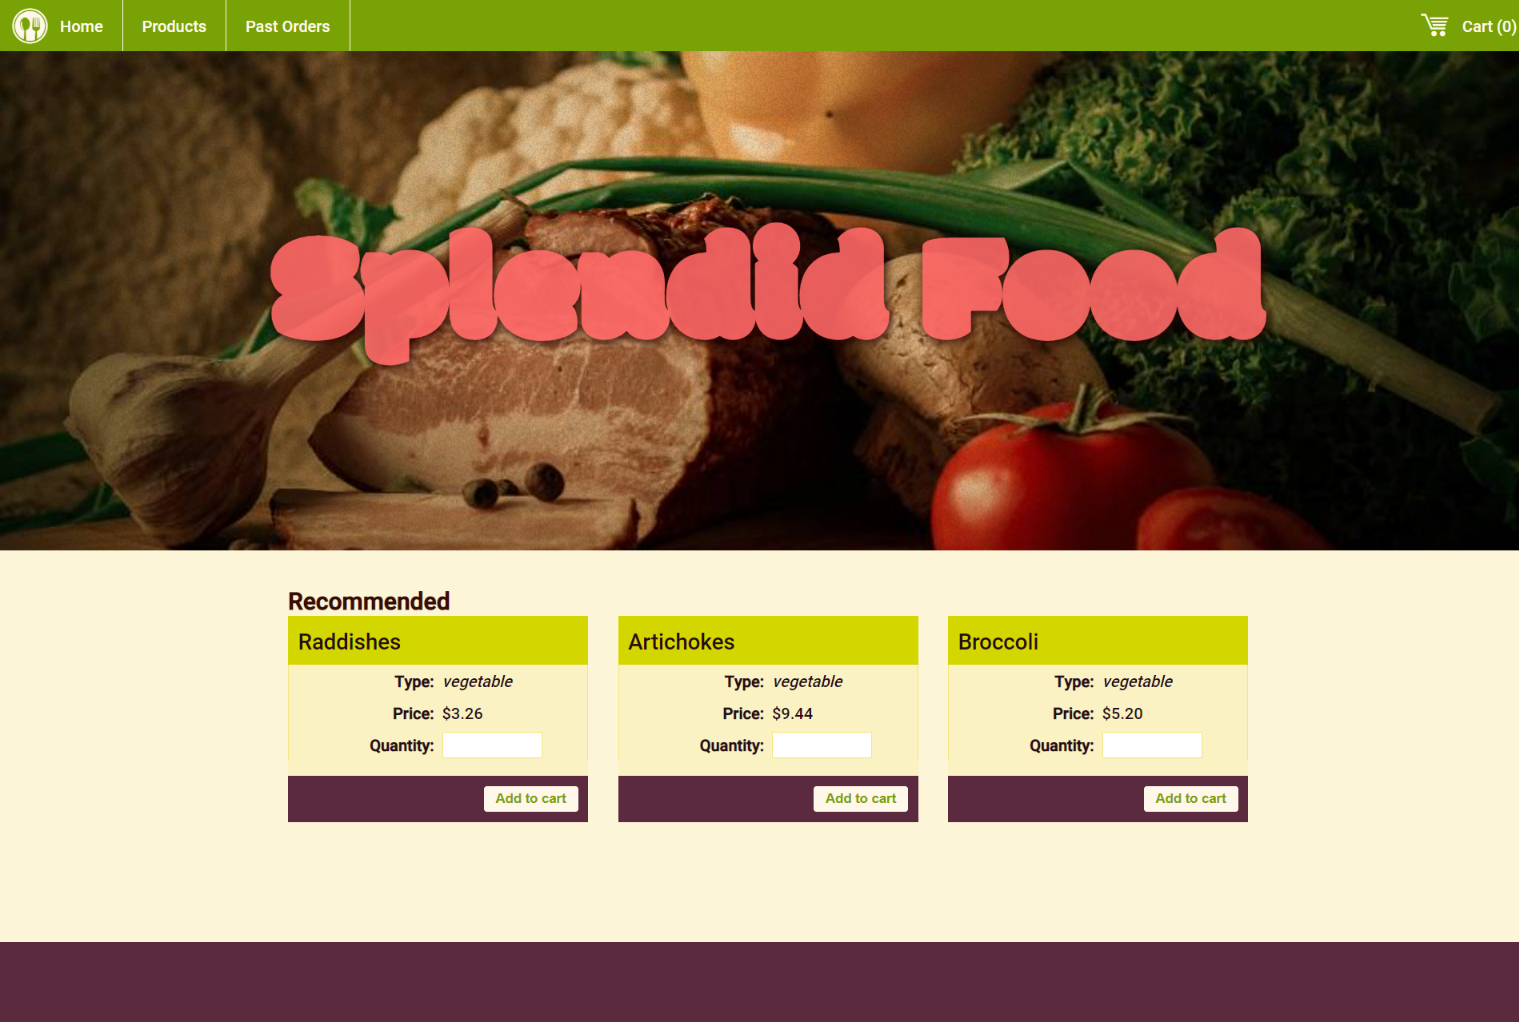 Home Products Past Orders Cart (0)
Splendid Food
Recommended
Raddishes
Type: vegetable
Price: $3.26
Quantity:
Add to cart
Artichokes
Type: vegetable
Price: $9.44
Quantity:
Add to cart
Broccoli
Type: vegetable
Price: $5.20
Quantity:
Add to cart